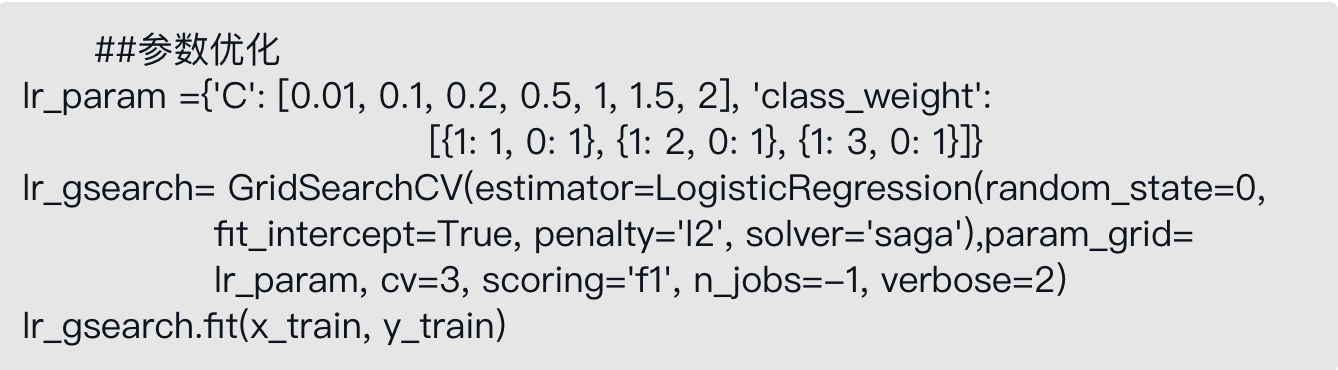 ##参数优化
lr_param ={'C': [0.01, 0.1, 0.2, 0.5, 1, 1.5, 2], 'class_weight':
[{1: 1, 0: 1}, {1: 2, 0: 1}, {1: 3, 0: 1}]}
lr_gsearch= GridSearchCV(estimator=LogisticRegression(random_state=0,
fit_intercept=True, penalty='l2', solver='saga'),param_grid=
lr_param, cv=3, scoring='f1', n_jobs=–1, verbose=2)
lr_gsearch.fit(x_train, y_train)